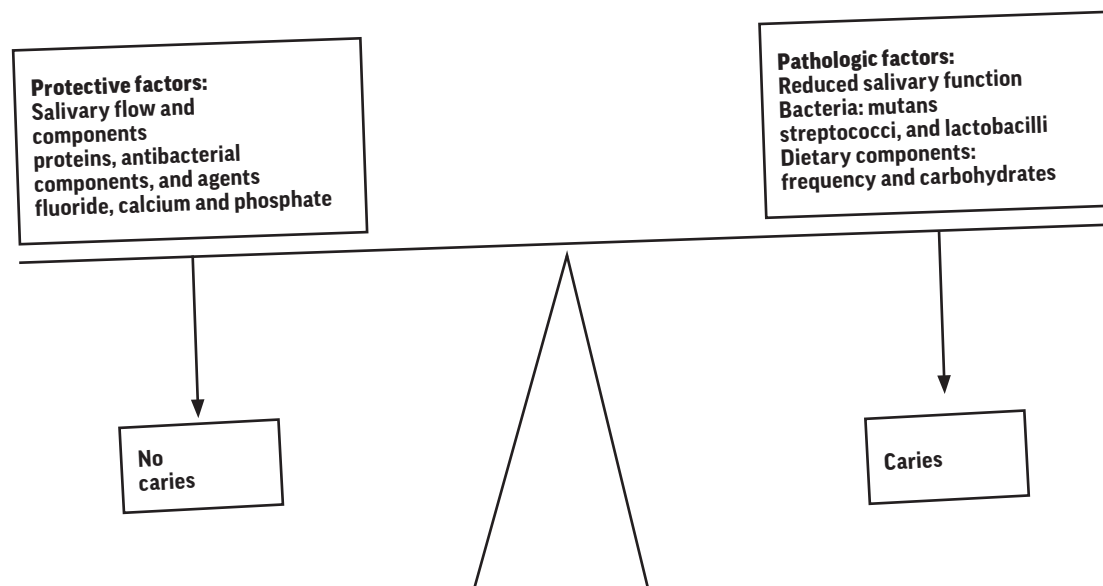 Protective factors:
Salivary flow and
components
proteins, antibacterial
components, and agents
fluoride, calcium and phosphate
Pathologic factors:
Reduced salivary function
Bacteria: mutans
streptococci, and lactobacilli
Dietary components:
frequency and carbohydrates
No
caries
Caries